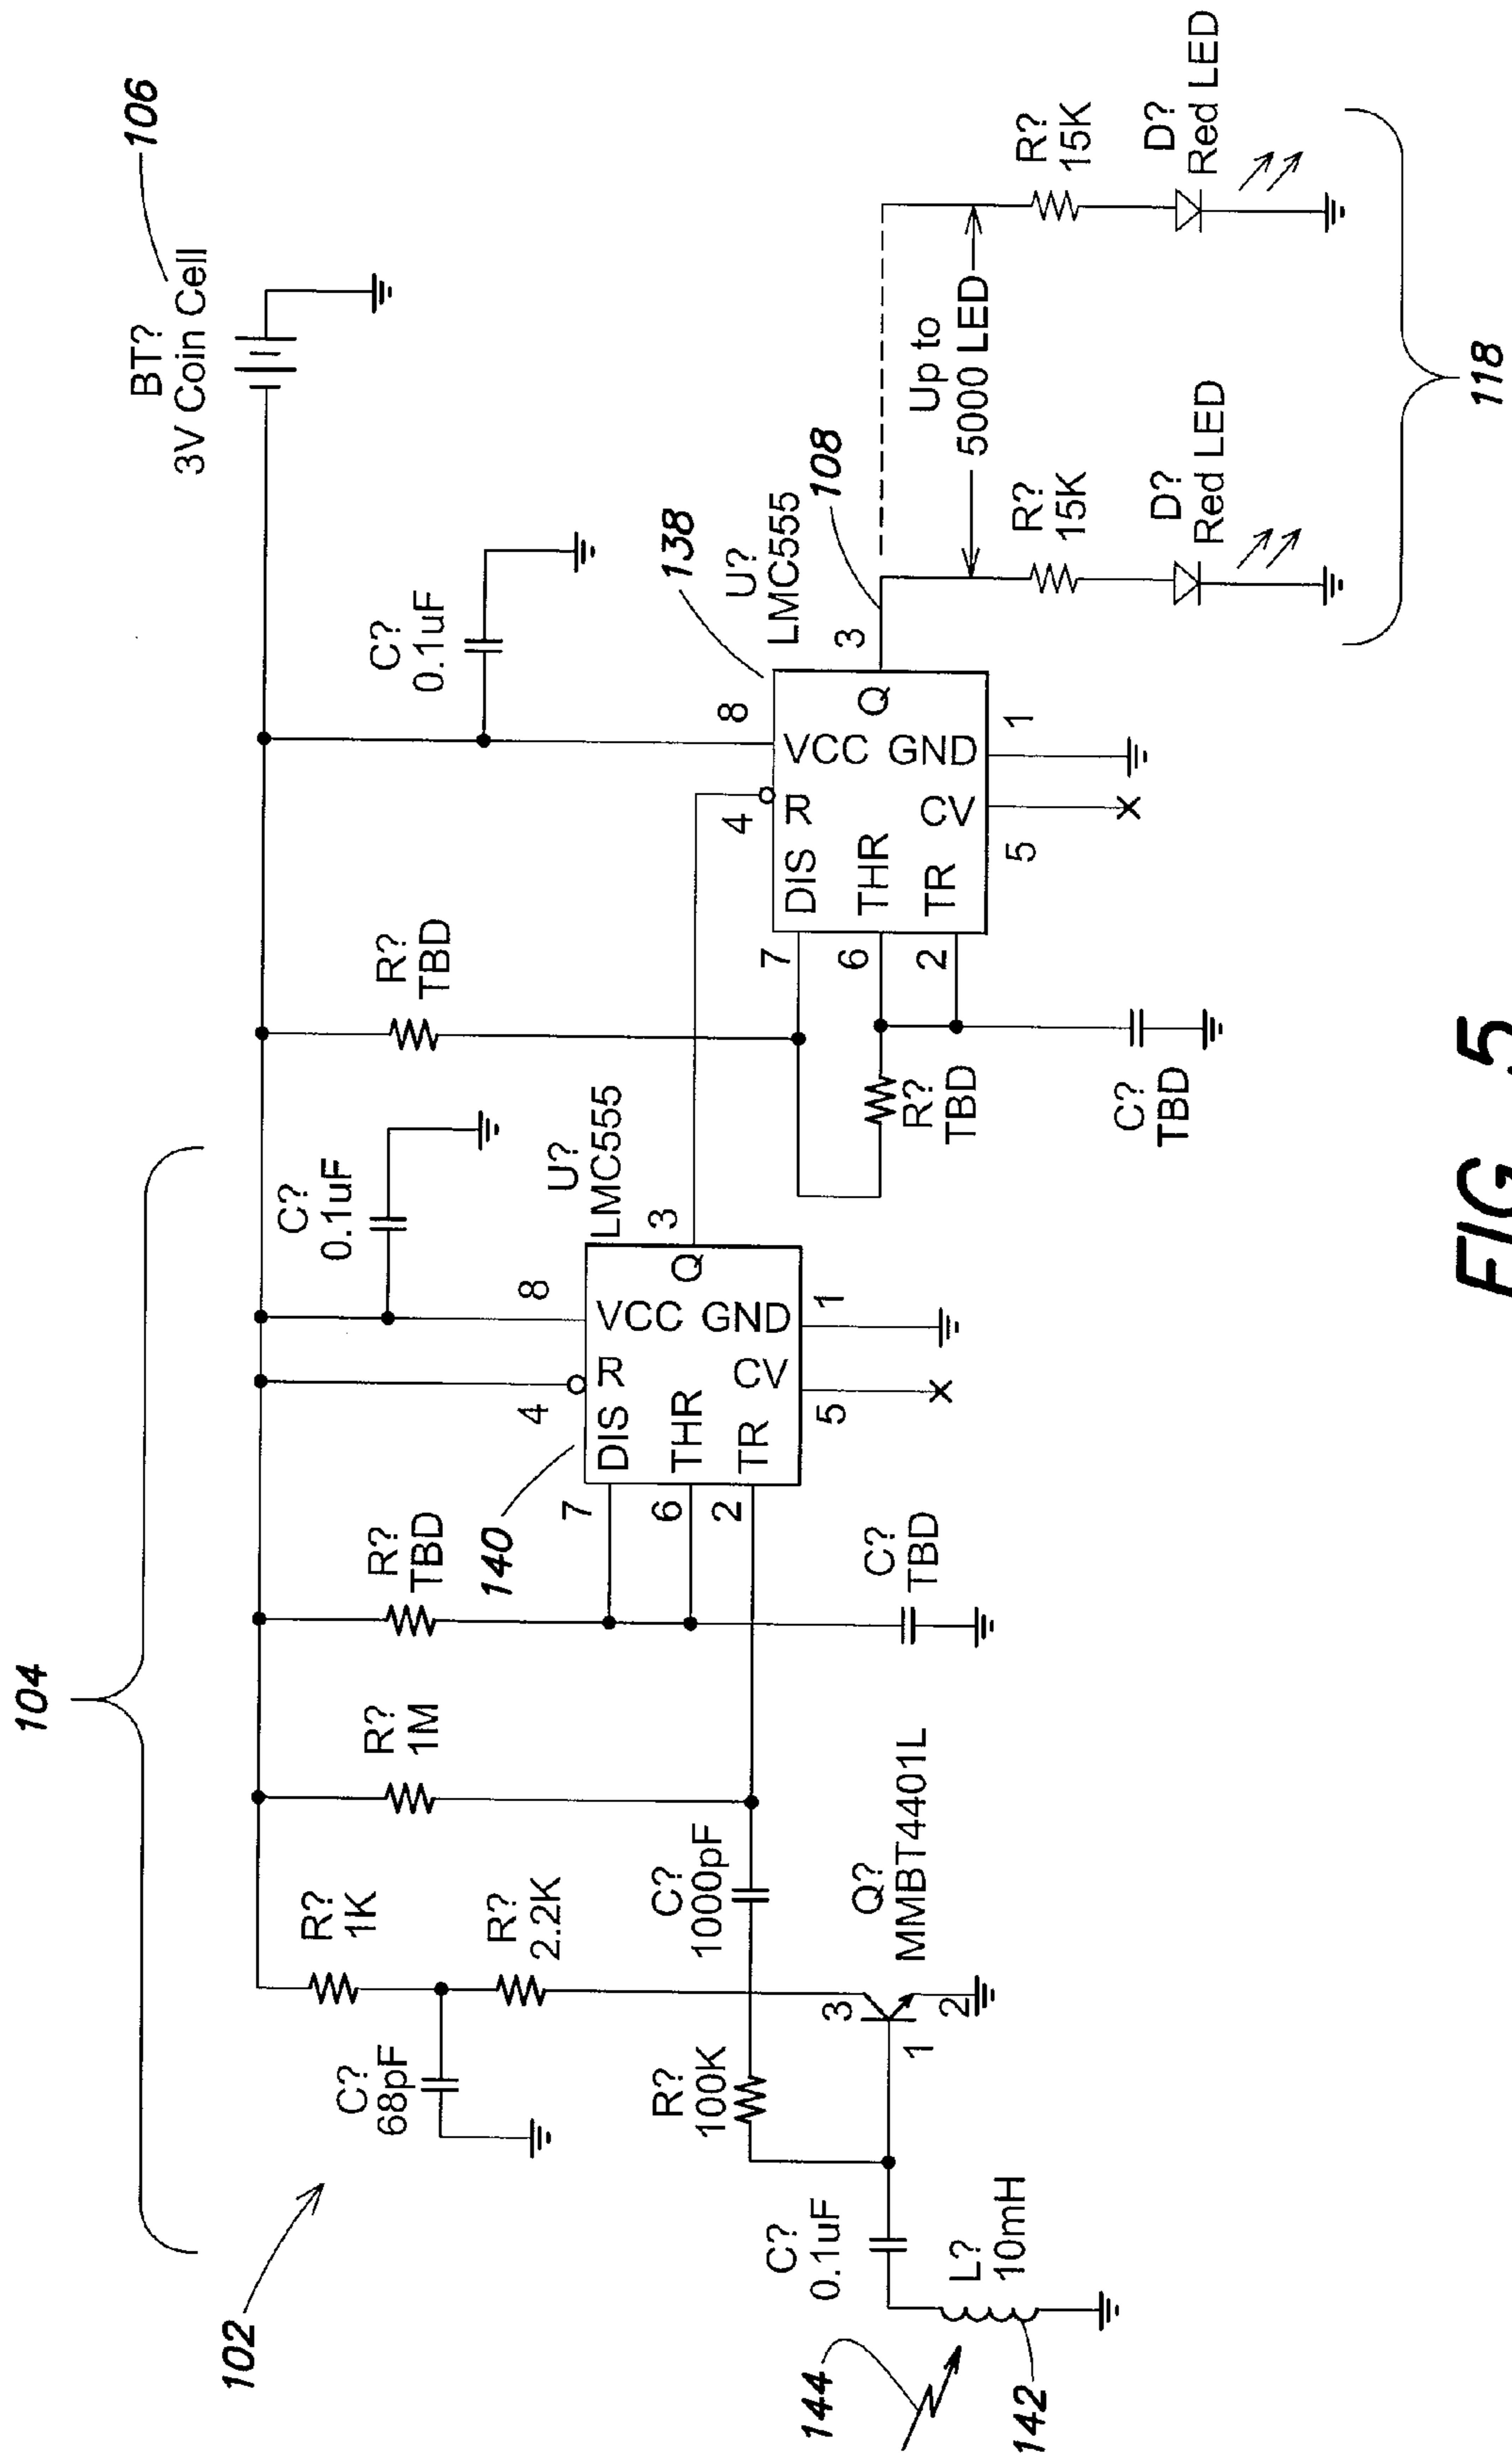 104
106
BT?
3V Coin Cell
102
R?
1K
C?
68pF
R?
2.2K
R?
1M
R?
TBD
C?
0.1uF
R?
TBD
C?
0.1uF
144
C?
0.1uF
L?
10mH
142
R?
100K
C?
1000pF
Q?
MMBT4401L
3
1
2
140
U?
LMC555
7
6
2
4
8
3
5
1
DIS
R
VCC
Q
THR
TR
CV
GND
C?
TBD
R?
TBD
C?
TBD
138
U?
LMC555
7
6
2
4
8
3
5
1
DIS
R
VCC
Q
THR
TR
CV
GND
108
Up to
5000 LED
R?
15K
D?
Red LED
R?
15K
D?
Red LED
118
FIG. 5